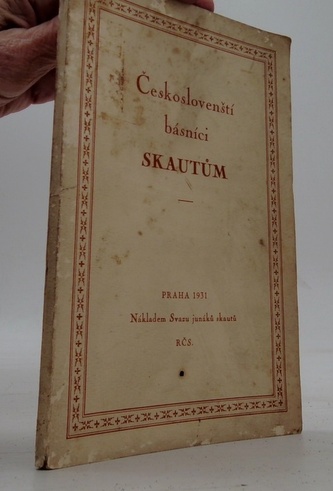 Českoslovenští
básníci
SKAUTŮM
PRAHA 1931
Nákladem Svazu junáků skautů
RČS.